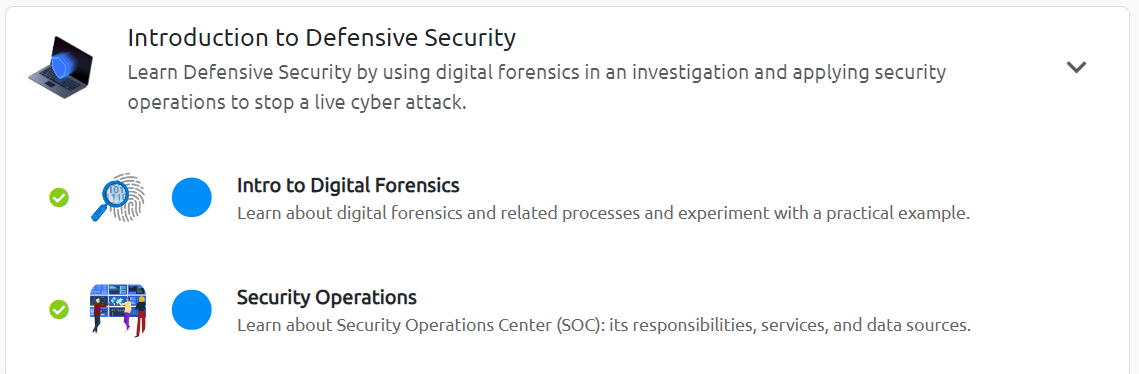 Introduction to Defensive Security
Learn Defensive Security by using digital forensics in an investigation and applying security
operations to stop a live cyber attack.
Intro to Digital Forensics
Learn about digital forensics and related processes and experiment with a practical example.
Security Operations
Learn about Security Operations Center (SOC): its responsibilities, services, and data sources.